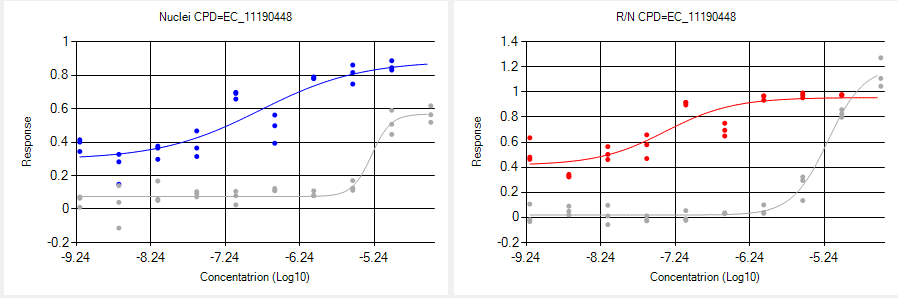 Nuclei CPD=EC_11190448
1
0.8
0.6
0.4
0.2
0
-0.2
Response
-9.24 -8.24 -7.24 -6.24 -5.24
Concentatrion (Log10)
R/N CPD=EC_11190448
1.4
1.2
1
0.8
0.6
0.4
0.2
0
-0.2
Response
-9.24 -8.24 -7.24 -6.24 -5.24
Concentatrion (Log10)